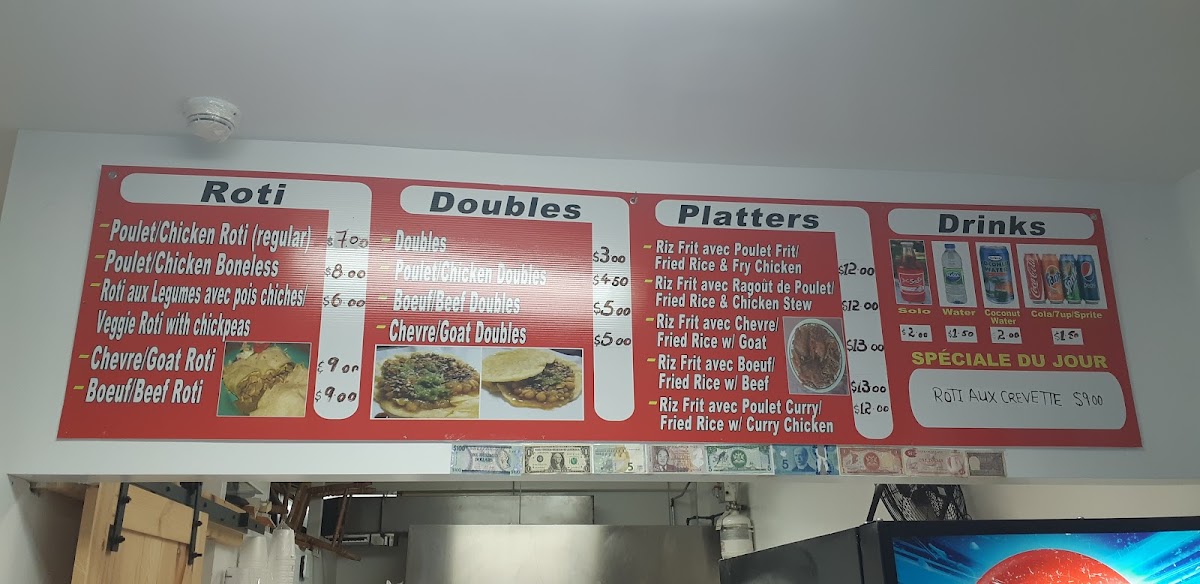 Roti
-Poulet/Chicken Roti (regular) $7.00
-Poulet/Chicken Boneless $8.00
-Roti aux Legumes avec pois chiches/ $6.00
Veggie Roti with chickpeas
-Chevre/Goat Roti $9.00
-Boeuf/Beef Roti $9.00
Doubles
-Doubles $3.00
-Poulet/Chicken Doubles $4.50
-Boeuf/Beef Doubles $5.00
-Chevre/Goat Doubles $5.00
Platters
-Riz Frit avec Poulet Frit/
Fried Rice & Fry Chicken $12.00
-Riz Frit avec Ragoût de Poulet/
Fried Rice & Chicken Stew $12.00
-Riz Frit avec Chevre/
Fried Rice w/ Goat $13.00
-Riz Frit avec Boeuf/
Fried Rice w/ Beef $13.00
-Riz Frit avec Poulet Curry/ $12.00
Fried Rice w/ Curry Chicken
Drinks
Solo
Water
Coconut
Water
Cola/7up/Sprite
$2.00
$1.50
2.00
$1.50
SPÉCIALE DU JOUR
ROTI AUX CREVETTE $9.00